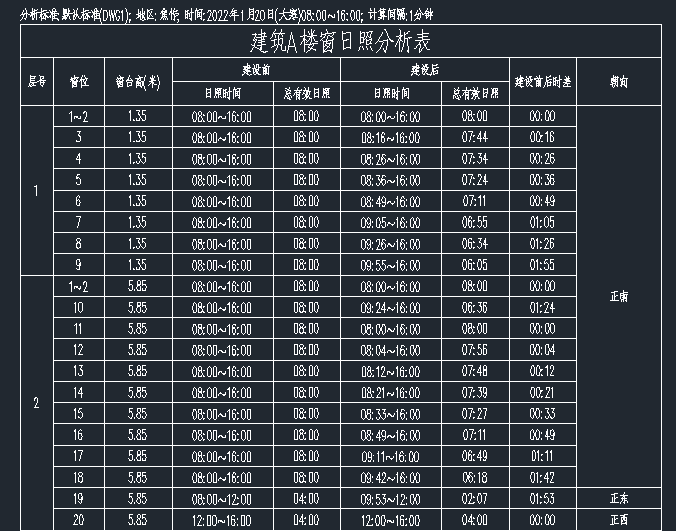 分析标准:默认标准(DWG1); 地区: 焦作; 时间:2022年1月20日(大寒)08:00~16:00; 计算间隔:1分钟
建筑A楼窗日照分析表
层号 窗位 窗台高(米) 建设前 建设后 建设前后时差 朝向
日照时间 总有效日照 日照时间 总有效日照
1 1~2 1.35 08:00~16:00 08:00 08:00~16:00 08:00 00:00 正南
3 1.35 08:00~16:00 08:00 08:16~16:00 07:44 00:16
4 1.35 08:00~16:00 08:00 08:26~16:00 07:34 00:26
5 1.35 08:00~16:00 08:00 08:36~16:00 07:24 00:36
6 1.35 08:00~16:00 08:00 08:49~16:00 07:11 00:49
7 1.35 08:00~16:00 08:00 09:05~16:00 06:55 01:05
8 1.35 08:00~16:00 08:00 09:26~16:00 06:34 01:26
9 1.35 08:00~16:00 08:00 09:55~16:00 06:05 01:55
2 1~2 5.85 08:00~16:00 08:00 08:00~16:00 08:00 00:00
10 5.85 08:00~16:00 08:00 09:24~16:00 06:36 01:24
11 5.85 08:00~16:00 08:00 08:00~16:00 08:00 00:00
12 5.85 08:00~16:00 08:00 08:04~16:00 07:56 00:04
13 5.85 08:00~16:00 08:00 08:12~16:00 07:48 00:12
14 5.85 08:00~16:00 08:00 08:21~16:00 07:39 00:21
15 5.85 08:00~16:00 08:00 08:33~16:00 07:27 00:33
16 5.85 08:00~16:00 08:00 08:49~16:00 07:11 00:49
17 5.85 08:00~16:00 08:00 09:11~16:00 06:49 01:11
18 5.85 08:00~16:00 08:00 09:42~16:00 06:18 01:42
19 5.85 08:00~12:00 04:00 09:53~12:00 02:07 01:53 正东
20 5.85 12:00~16:00 04:00 12:00~16:00 04:00 00:00 正西